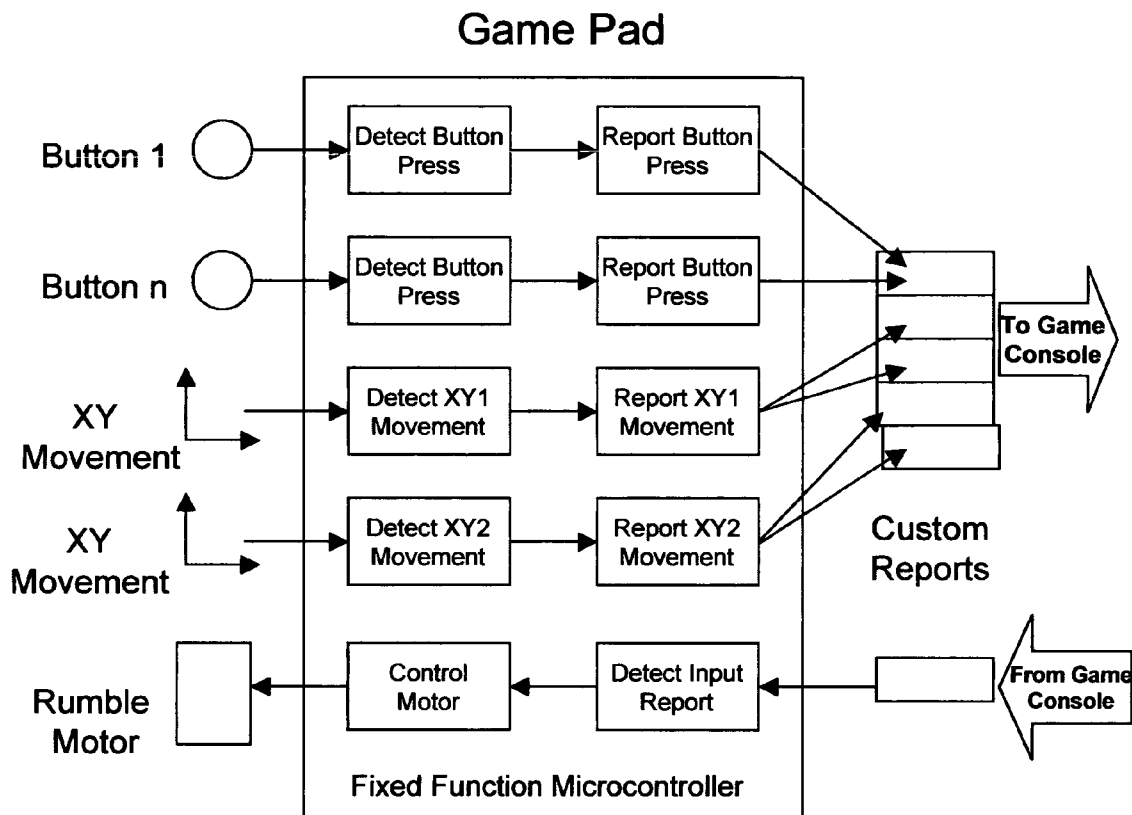 Game Pad
Button 1
Detect Button
Press
Report Button
Press
Button n
Detect Button
Press
Report Button
Press
To Game
Console
XY
Movement
Detect XY1
Movement
Report XY1
Movement
XY
Movement
Detect XY2
Movement
Report XY2
Movement
Custom
Reports
Rumble
Motor
Control
Motor
Detect Input
Report
From Game
Console
Fixed Function Microcontroller